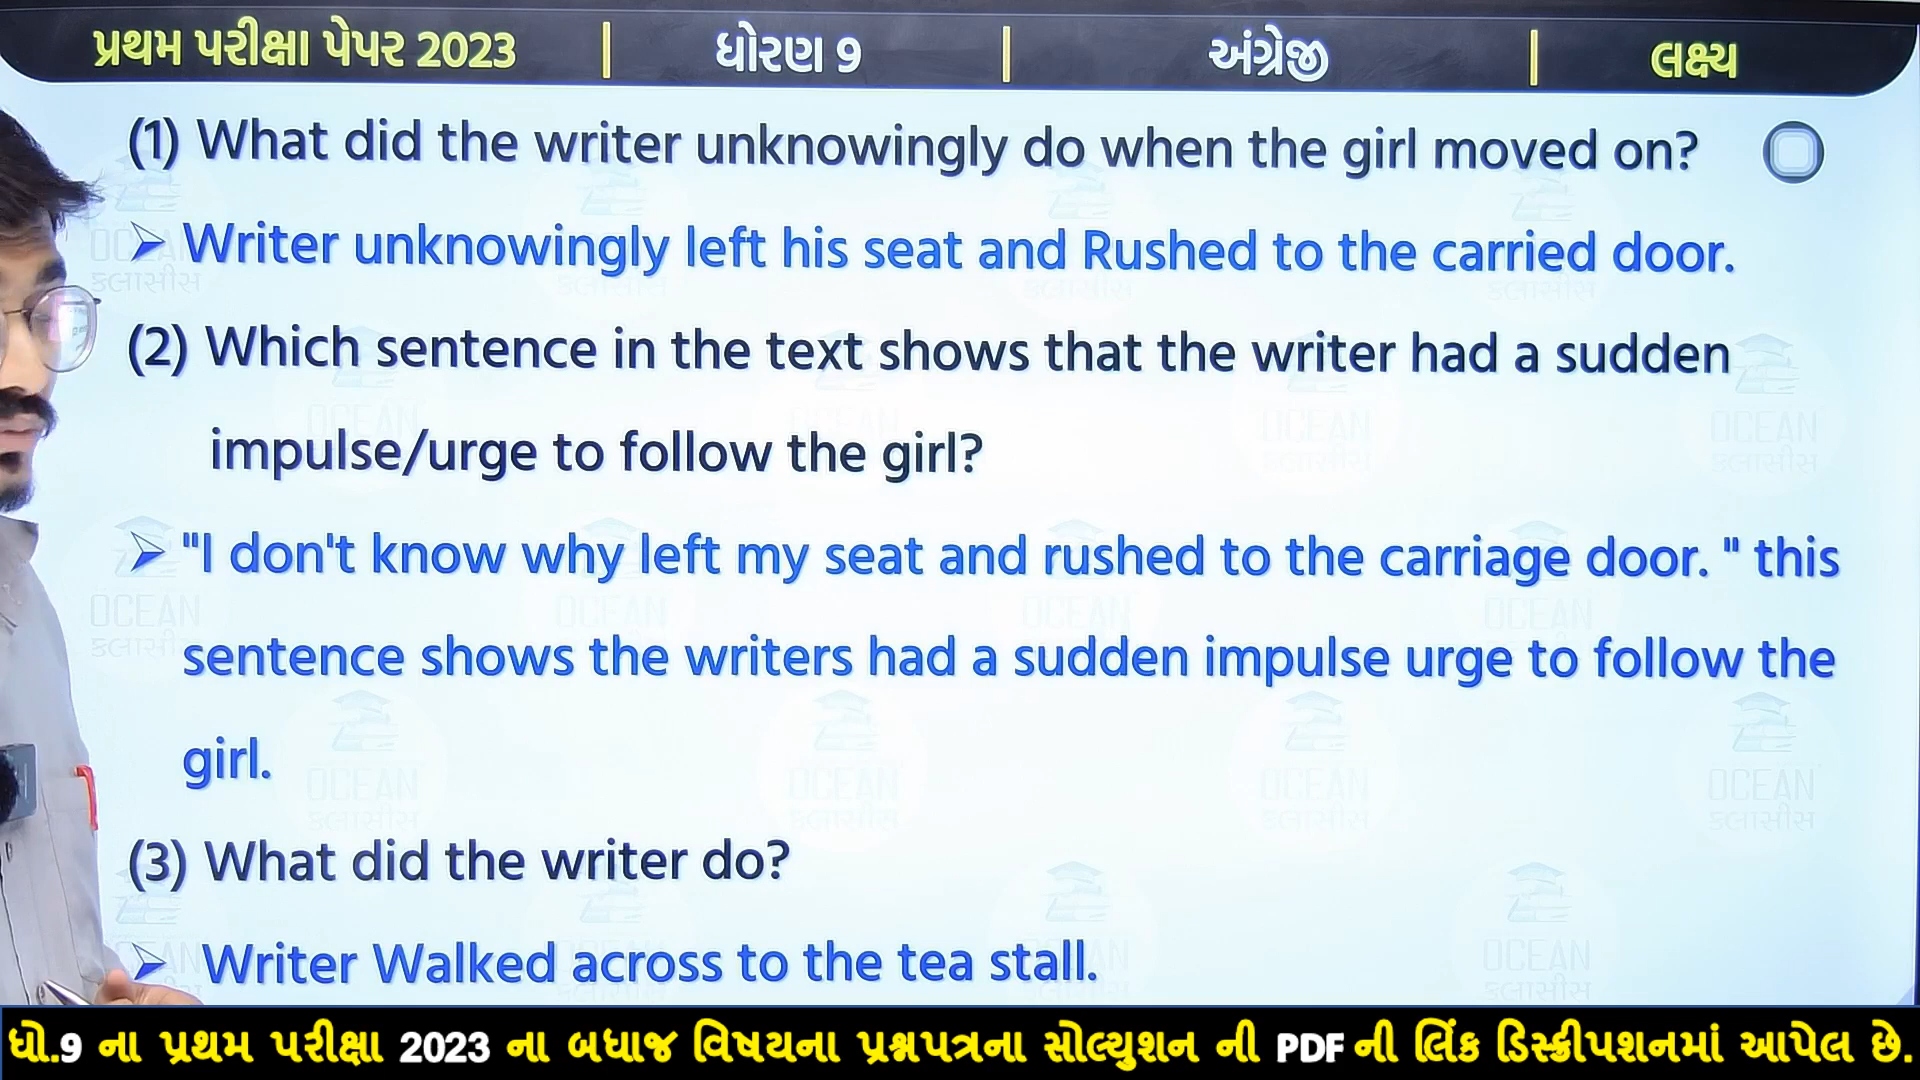 પ્રથમ પરીક્ષા પેપર 2023 | ધોરણ 9 | અંગ્રેજી | લક્ષ્ય
(1) What did the writer unknowingly do when the girl moved on?
➢ Writer unknowingly left his seat and Rushed to the carried door.
(2) Which sentence in the text shows that the writer had a sudden
impulse/urge to follow the girl?
➢ "I don't know why left my seat and rushed to the carriage door. " this
sentence shows the writers had a sudden impulse urge to follow the
girl.
(3) What did the writer do?
➢ Writer Walked across to the tea stall.
OCEAN
ક્લાસીસ
ધો.9 ના પ્રથમ પરીક્ષા 2023 ના બધાજ વિષયના પ્રશ્નપત્રના સોલ્યુશન ની PDF ની લિંક ડિસ્ક્રીપશનમાં આપેલ છે.